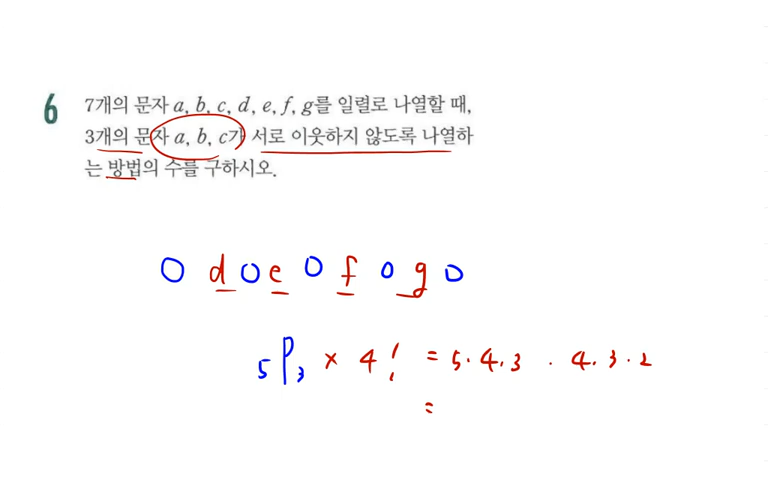 6 7개의 문자 a, b, c, d, e, f, g를 일렬로 나열할 때,
3개의 문자 a, b, c가 서로 이웃하지 않도록 나열하
는 방법의 수를 구하시오.
O d O e O f O g O
₅P₃ × 4! = 5·4·3 · 4·3·2
=